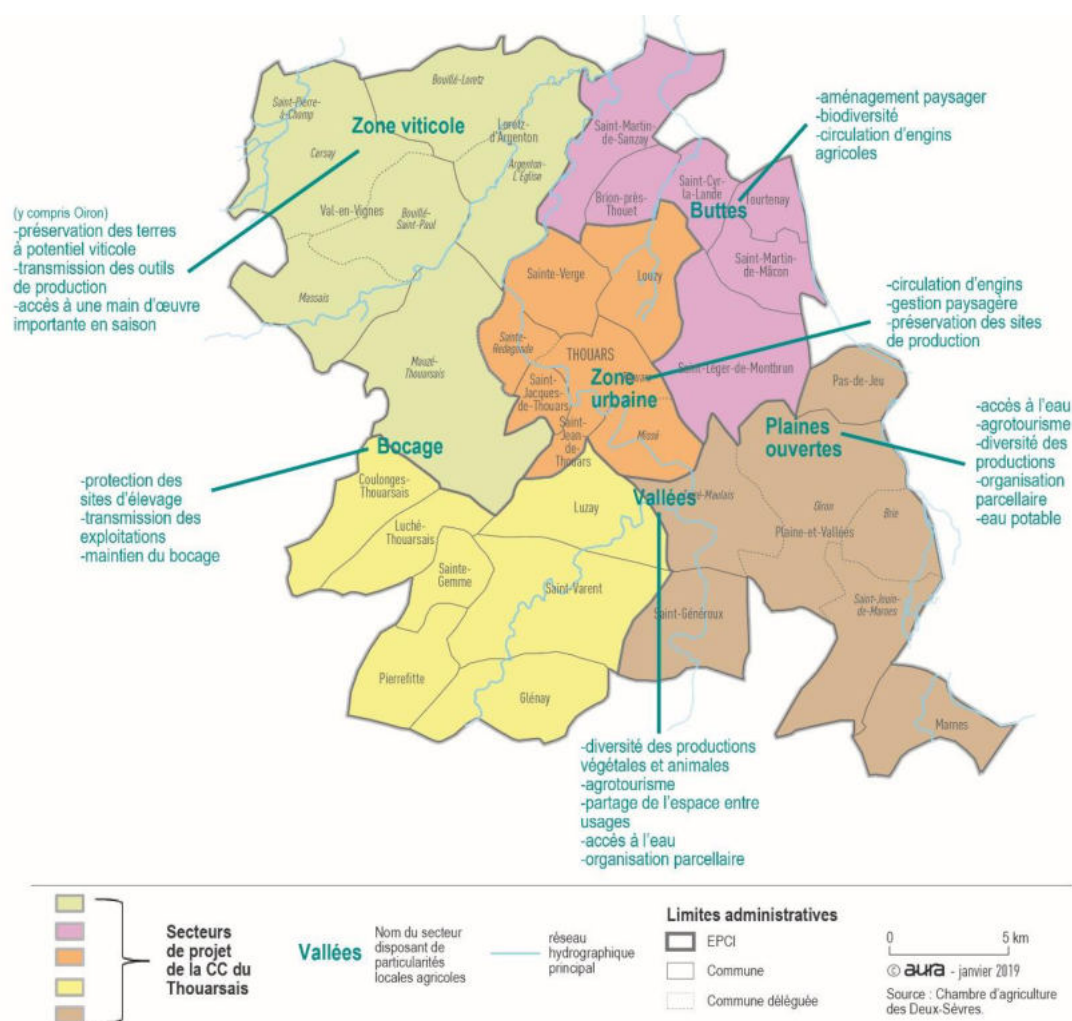 Bouillé-Loretz
Saint-Pierre-
à-Champ
Zone viticole
Loretz-
d'Argenton
Cersay
Argenton-
L'Église
Val-en-Vignes
Bouillé-
Saint-Paul
Massais
Mauzé-
Thouarsais
(y compris Oiron)
-préservation des terres
à potentiel viticole
-transmission des outils
de production
-accès à une main d'œuvre
importante en saison
Saint-Martin-
de-Sanzay
Brion-près-
Thouet
Saint-Cyr-
la-Lande
Tourtenay
Buttes
Saint-Martin-
de-Mâcon
Saint-Léger-de-Montbrun
-aménagement paysager
-biodiversité
-circulation d'engins
agricoles
Sainte-Verge
Louzy
Sainte-
Radegonde
THOUARS
Zone
urbaine
Saint-
Jacques-
de-Thouars
Saint-
Jean-de-
Thouars
Missé
-circulation d'engins
-gestion paysagère
-préservation des sites
de production
Pas-de-Jeu
Plaines
ouvertes
Oiron
Brie
Plaine-et-Vallées
Saint-Jouin-
de-Marnes
Saint-Généroux
Marnes
-accès à l'eau
-agrotourisme
-diversité des
productions
-organisation
parcellaire
-eau potable
Bocage
Coulonges-
Thouarsais
Luché-
Thouarsais
Sainte-
Gemme
Luzay
Saint-Varent
Pierrefitte
Glénay
-protection des
sites d'élevage
-transmission des
exploitations
-maintien du bocage
Vallées
-diversité des productions
végétales et animales
-agrotourisme
-partage de l'espace entre
usages
-accès à l'eau
-organisation parcellaire
Secteurs
de projet
de la CC du
Thouarsais
Vallées
Nom du secteur
disposant de
particularités
locales agricoles
réseau
hydrographique
principal
Limites administratives
EPCI
Commune
Commune déléguée
0 5 km
© aura - janvier 2019
Source : Chambre d'agriculture
des Deux-Sèvres.